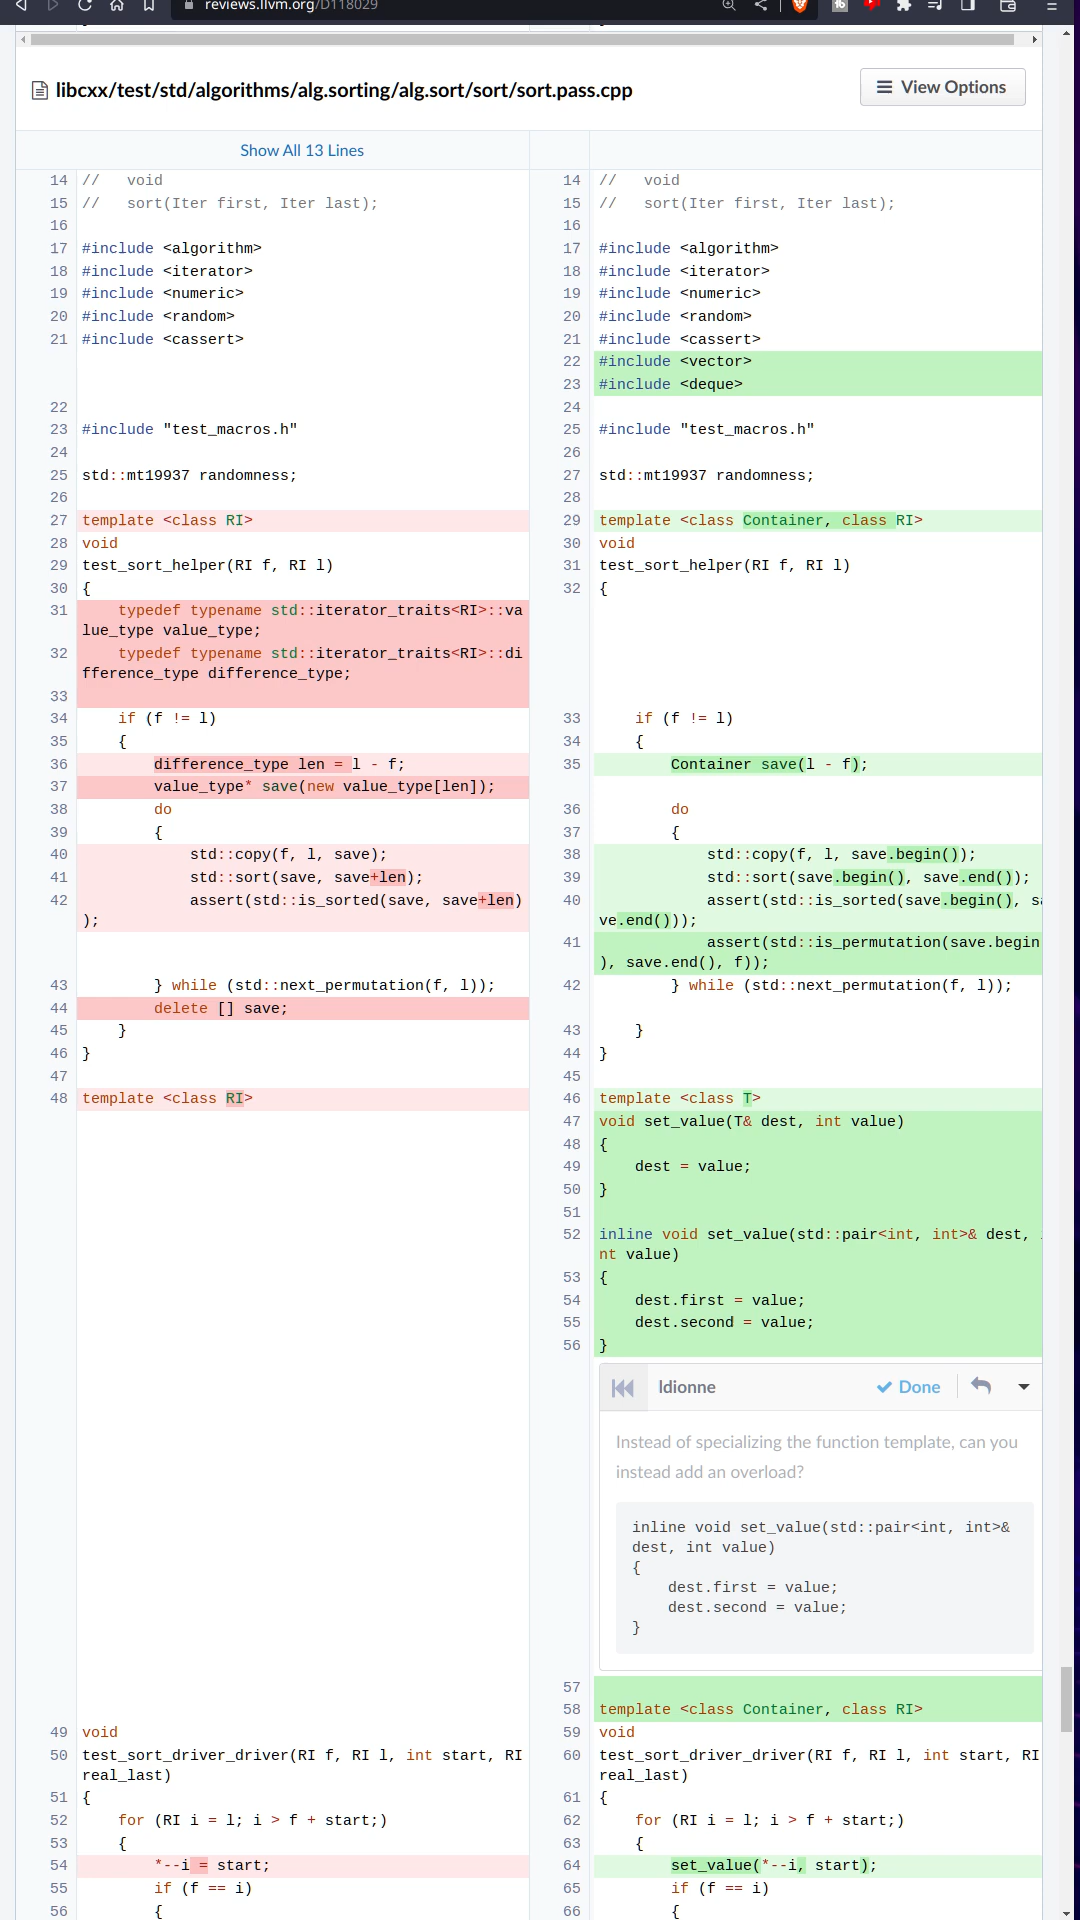 reviews.llvm.org/D118029
libcxx/test/std/algorithms/alg.sorting/alg.sort/sort/sort.pass.cpp
View Options
Show All 13 Lines
14 //   void
15 //   sort(Iter first, Iter last);
16
17 #include <algorithm>
18 #include <iterator>
19 #include <numeric>
20 #include <random>
21 #include <cassert>
22
23 #include "test_macros.h"
24
25 std::mt19937 randomness;
26
27 template <class RI>
28 void
29 test_sort_helper(RI f, RI l)
30 {
31     typedef typename std::iterator_traits<RI>::va
lue_type value_type;
32     typedef typename std::iterator_traits<RI>::di
fference_type difference_type;
33
34     if (f != l)
35     {
36         difference_type len = l - f;
37         value_type* save(new value_type[len]);
38         do
39         {
40             std::copy(f, l, save);
41             std::sort(save, save+len);
42             assert(std::is_sorted(save, save+len)
);
43         } while (std::next_permutation(f, l));
44         delete [] save;
45     }
46 }
47
48 template <class RI>
49 void
50 test_sort_driver_driver(RI f, RI l, int start, RI
real_last)
51 {
52     for (RI i = l; i > f + start;)
53     {
54         *--i = start;
55         if (f == i)
56         {
14 //   void
15 //   sort(Iter first, Iter last);
16
17 #include <algorithm>
18 #include <iterator>
19 #include <numeric>
20 #include <random>
21 #include <cassert>
22 #include <vector>
23 #include <deque>
24
25 #include "test_macros.h"
26
27 std::mt19937 randomness;
28
29 template <class Container, class RI>
30 void
31 test_sort_helper(RI f, RI l)
32 {
33     if (f != l)
34     {
35         Container save(l - f);
36         do
37         {
38             std::copy(f, l, save.begin());
39             std::sort(save.begin(), save.end());
40             assert(std::is_sorted(save.begin(), sa
ve.end()));
41             assert(std::is_permutation(save.begin
), save.end(), f));
42         } while (std::next_permutation(f, l));
43     }
44 }
45
46 template <class T>
47 void set_value(T& dest, int value)
48 {
49     dest = value;
50 }
51
52 inline void set_value(std::pair<int, int>& dest, i
nt value)
53 {
54     dest.first = value;
55     dest.second = value;
56 }
ldionne Done
Instead of specializing the function template, can you
instead add an overload?
inline void set_value(std::pair<int, int>&
dest, int value)
{
    dest.first = value;
    dest.second = value;
}
57
58 template <class Container, class RI>
59 void
60 test_sort_driver_driver(RI f, RI l, int start, RI
real_last)
61 {
62     for (RI i = l; i > f + start;)
63     {
64         set_value(*--i, start);
65         if (f == i)
66         {